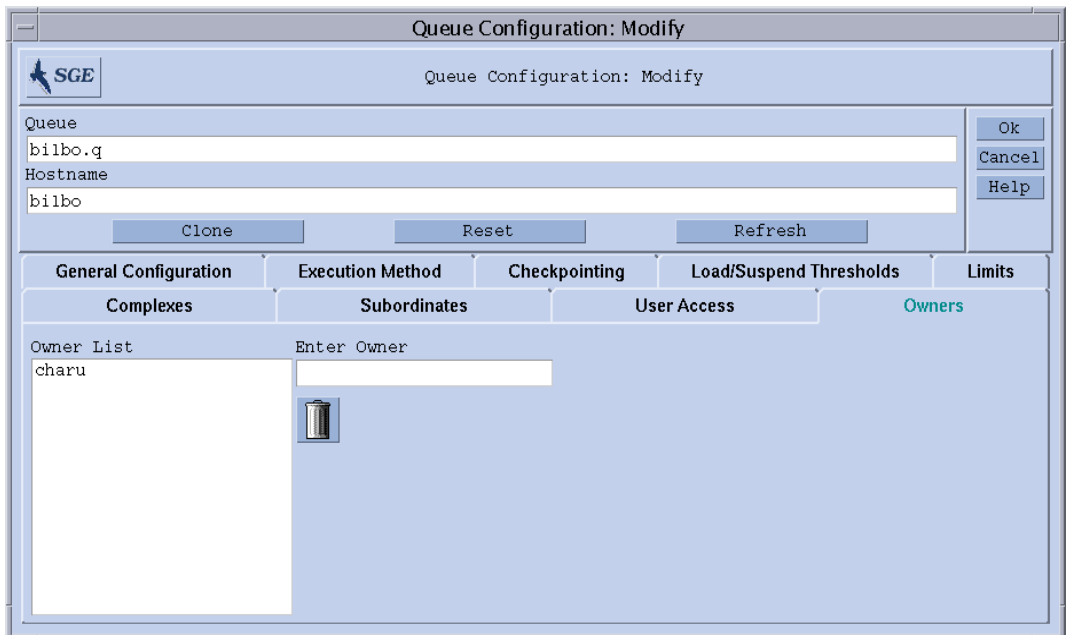 Queue Configuration: Modify
SGE
Queue Configuration: Modify
Queue
bilbo.q
Hostname
bilbo
Ok
Cancel
Help
Clone Reset Refresh
General Configuration Execution Method Checkpointing Load/Suspend Thresholds Limits
Complexes Subordinates User Access Owners
Owner List Enter Owner
charu